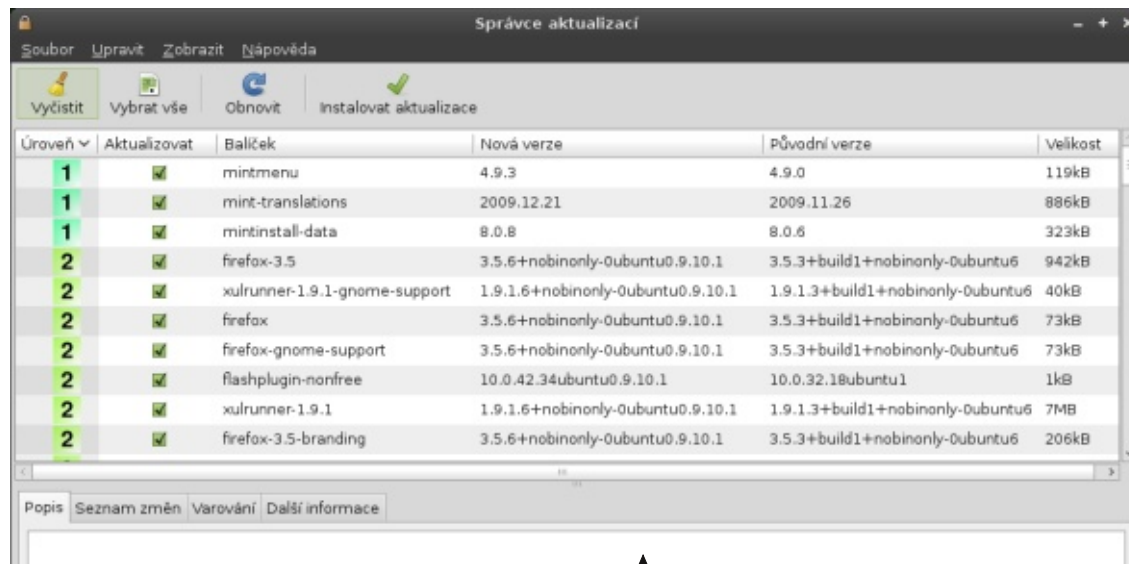 Správce aktualizací
Soubor Upravit Zobrazit Nápověda
Vyčistit Vybrat vše Obnovit Instalovat aktualizace
Úroveň Aktualizovat Balíček Nová verze Původní verze Velikost
1 mintmenu 4.9.3 4.9.0 119kB
1 mint-translations 2009.12.21 2009.11.26 886kB
1 mintinstall-data 8.0.8 8.0.6 323kB
2 firefox-3.5 3.5.6+nobinonly-0ubuntu0.9.10.1 3.5.3+build1+nobinonly-0ubuntu6 942kB
2 xulrunner-1.9.1-gnome-support 1.9.1.6+nobinonly-0ubuntu0.9.10.1 1.9.1.3+build1+nobinonly-0ubuntu6 40kB
2 firefox 3.5.6+nobinonly-0ubuntu0.9.10.1 3.5.3+build1+nobinonly-0ubuntu6 73kB
2 firefox-gnome-support 3.5.6+nobinonly-0ubuntu0.9.10.1 3.5.3+build1+nobinonly-0ubuntu6 73kB
2 flashplugin-nonfree 10.0.42.34ubuntu0.9.10.1 10.0.32.18ubuntu1 1kB
2 xulrunner-1.9.1 1.9.1.6+nobinonly-0ubuntu0.9.10.1 1.9.1.3+build1+nobinonly-0ubuntu6 7MB
2 firefox-3.5-branding 3.5.6+nobinonly-0ubuntu0.9.10.1 3.5.3+build1+nobinonly-0ubuntu6 206kB
Popis Seznam změn Varování Další informace